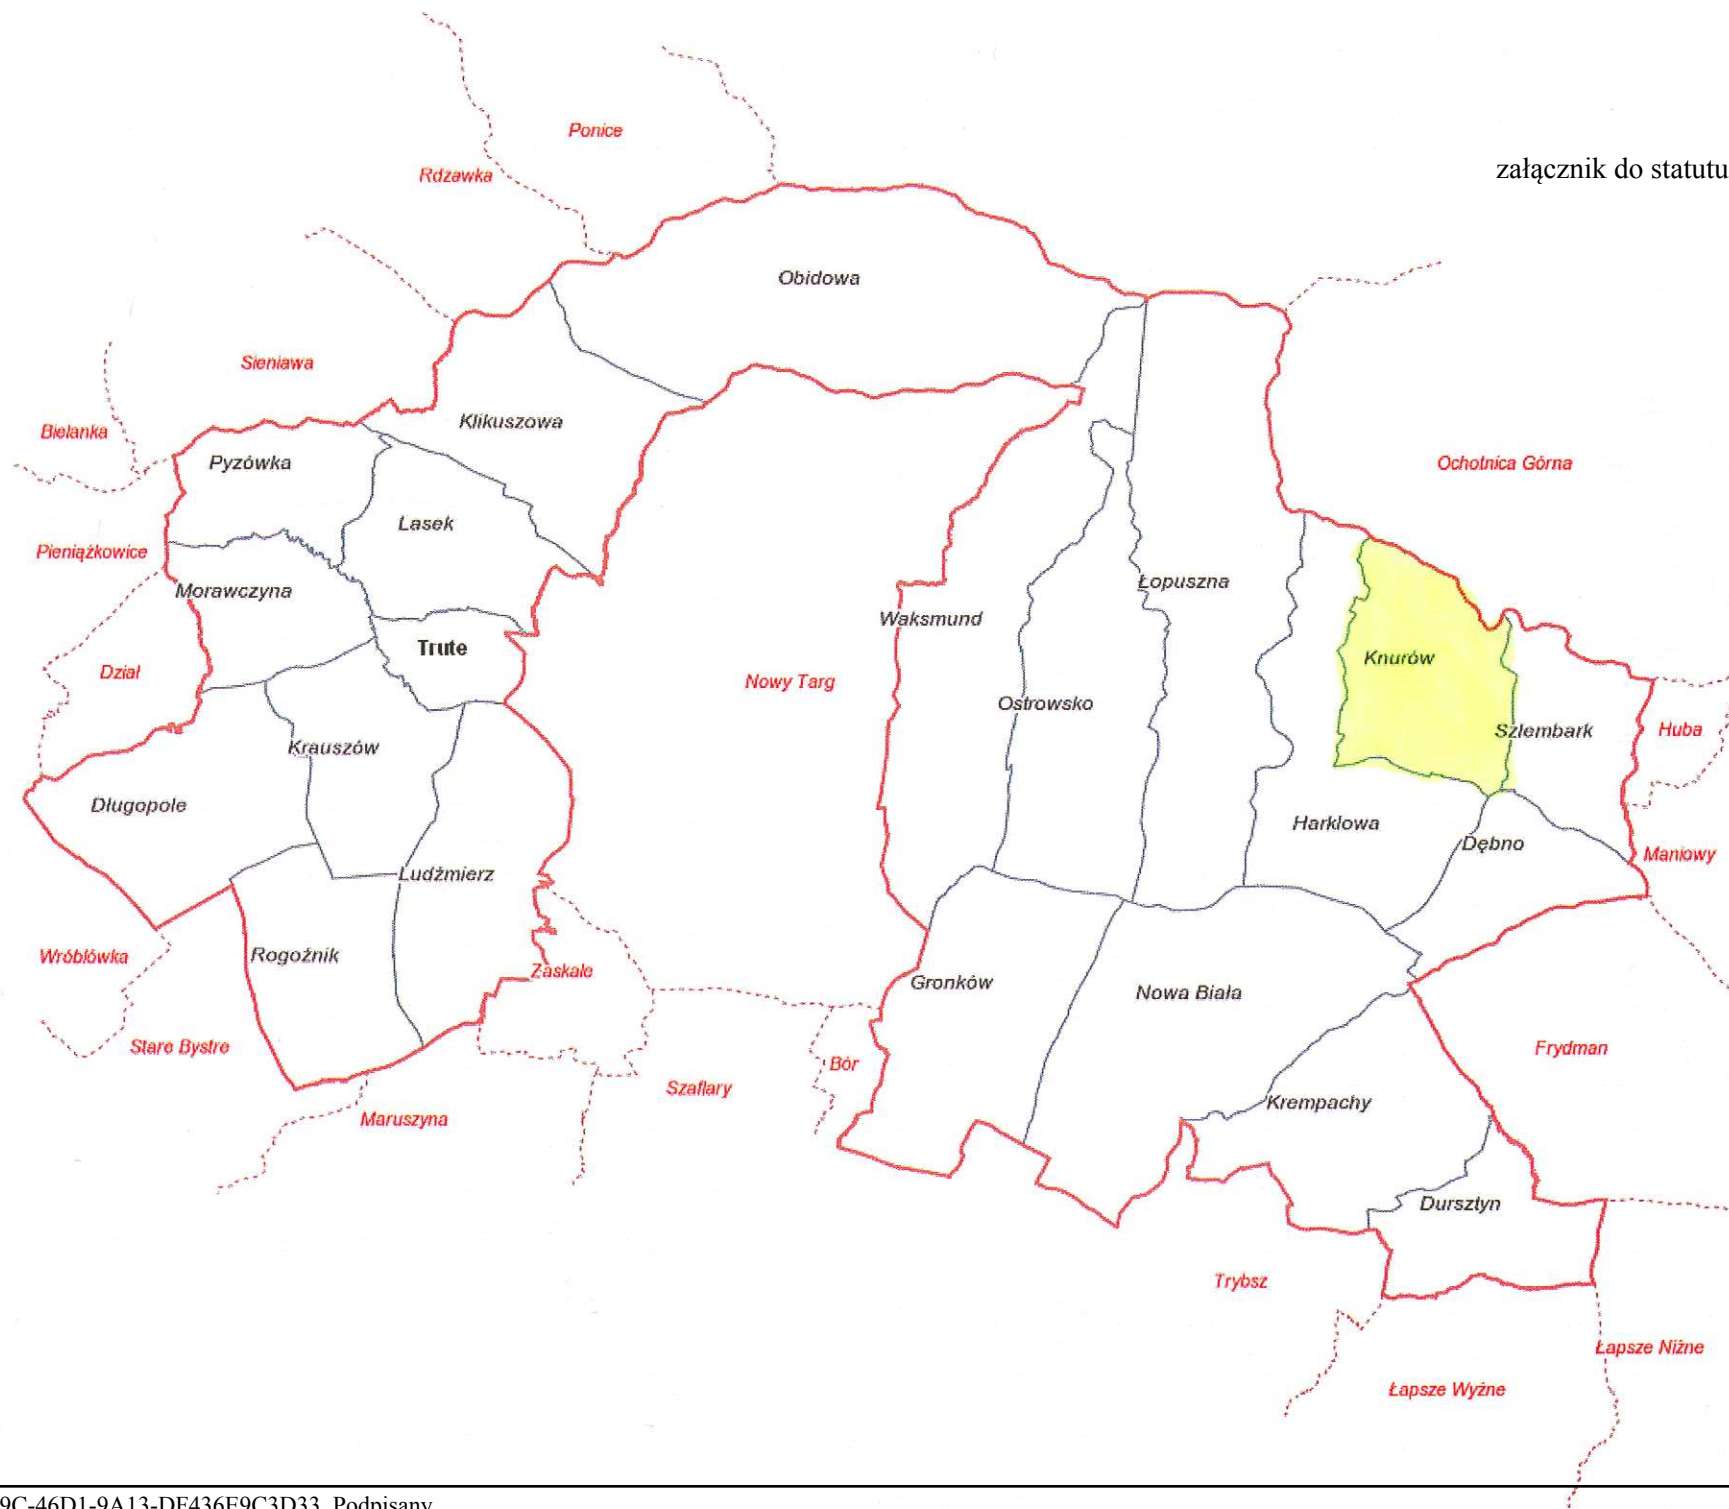 Ponice
załącznik do statutu
Rdzawka
Obidowa
Sieniawa
Klikuszowa
Bielanka
Pyzówka
Ochotnica Górna
Lasek
Pieniążkowice
Łopuszna
Morawczyna
Waksmund
Trute
Knurów
Dział
Nowy Targ
Ostrowsko
Szlembark
Huba
Krauszów
Długopole
Harklowa
Dębno
Maniowy
Ludźmierz
Wróblówka
Rogoźnik
Zaskale
Gronków
Nowa Biała
Stare Bystre
Frydman
Bór
Szaflary
Krempachy
Maruszyna
Dursztyn
Trybsz
Łapsze Niżne
Łapsze Wyżne
9C-46D1-9A13-DF436F9C3D33. Podpisany